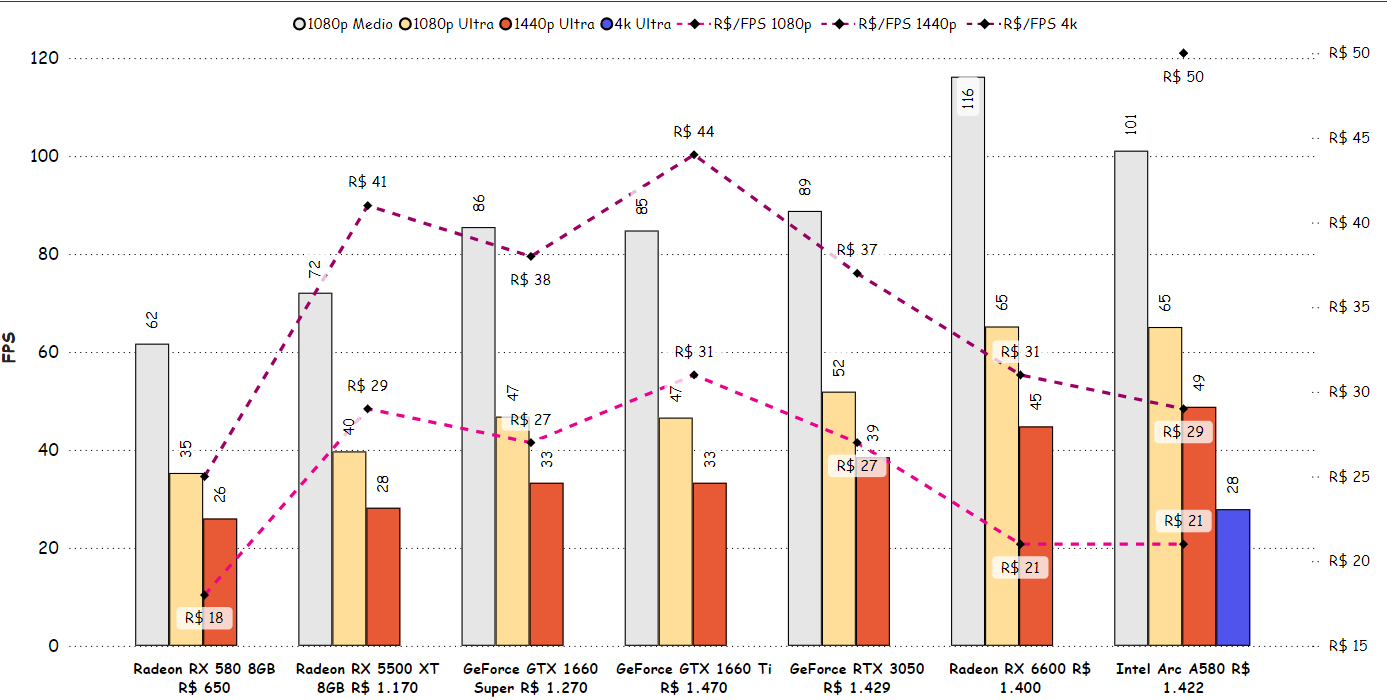 1080p Medio 1080p Ultra 1440p Ultra 4k Ultra R$/FPS 1080p R$/FPS 1440p R$/FPS 4k
FPS
120
100
80
60
40
20
0
R$ 50
R$ 45
R$ 40
R$ 35
R$ 30
R$ 25
R$ 20
R$ 15
62
35
26
R$ 18
72
40
28
R$ 41
R$ 29
86
47
33
R$ 38
R$ 27
85
47
33
R$ 44
R$ 31
89
52
39
R$ 37
R$ 27
116
65
45
R$ 31
R$ 21
101
65
49
28
R$ 50
R$ 29
R$ 21
Radeon RX 580 8GB
R$ 650
Radeon RX 5500 XT
8GB R$ 1.170
GeForce GTX 1660
Super R$ 1.270
GeForce GTX 1660 Ti
R$ 1.470
GeForce RTX 3050
R$ 1.429
Radeon RX 6600 R$
1.400
Intel Arc A580 R$
1.422